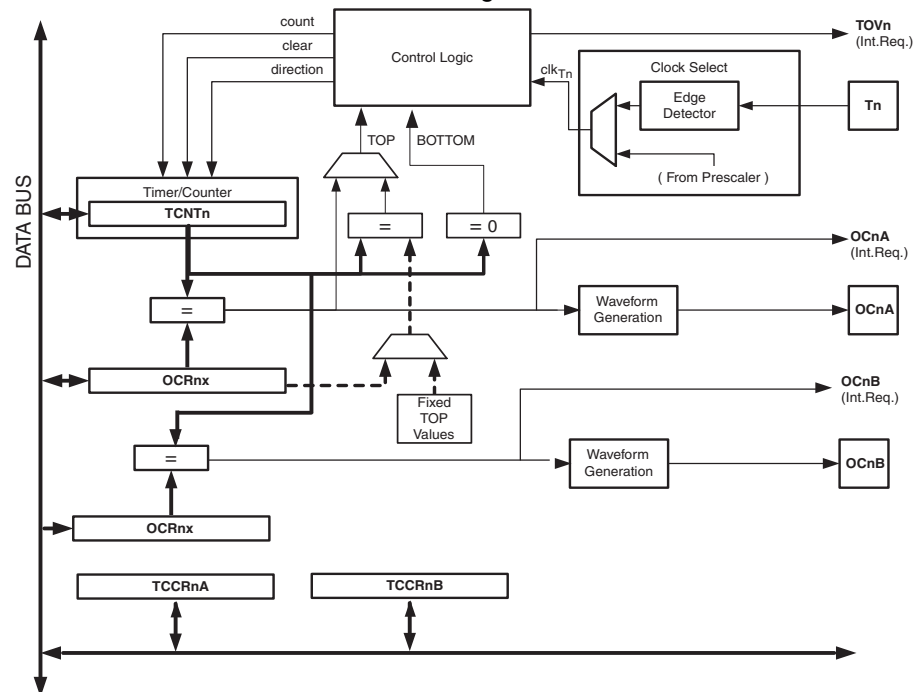 count
clear
direction
Control Logic
TOVn
(Int.Req.)
clkTn
Clock Select
Edge
Detector
Tn
( From Prescaler )
TOP
BOTTOM
Timer/Counter
TCNTn
DATA BUS
=
= 0
OCnA
(Int.Req.)
=
Waveform
Generation
OCnA
OCRnx
Fixed
TOP
Values
OCnB
(Int.Req.)
=
Waveform
Generation
OCnB
OCRnx
TCCRnA
TCCRnB